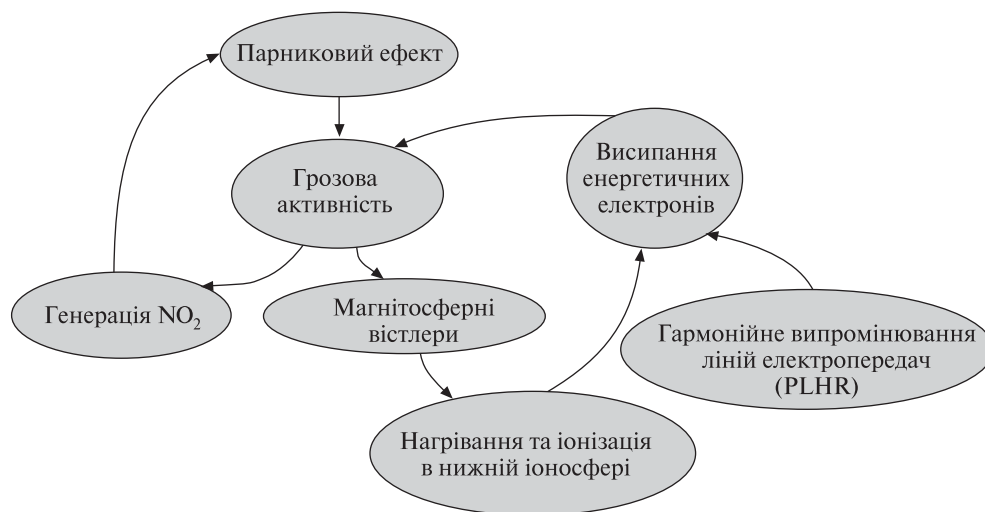 Парниковий ефект
Грозова
активність
Висипання
енергетичних
електронів
Генерація NO₂
Магнітосферні
вістлери
Гармонійне випромінювання
ліній електропередач
(PLHR)
Нагрівання та іонізація
в нижній іоносфері